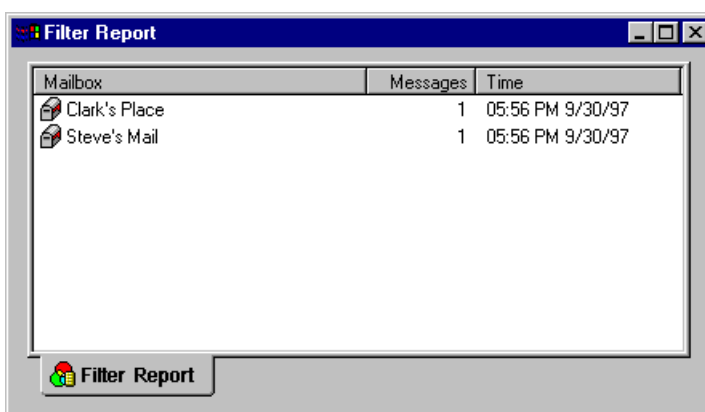 Filter Report
Mailbox Messages Time
Clark's Place 1 05:56 PM 9/30/97
Steve's Mail 1 05:56 PM 9/30/97
Filter Report